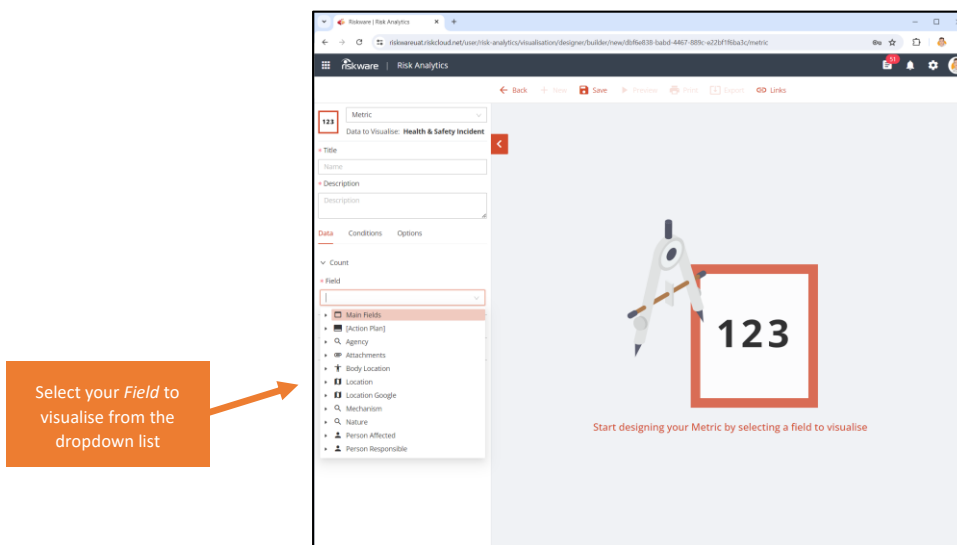 Riskware | Risk Analytics
riskwareuat.riskcloud.net/user/risk-analytics/visualisation/designer/builder/new/dbf6e838-babd-4467-889c-e22bf1f6ba3c/metric
riskware | Risk Analytics
51
Back New Save Preview Print Export Links
123
Metric
Data to Visualise: Health & Safety Incident
* Title
Name
* Description
Description
Data Conditions Options
Count
* Field
Main Fields
[Action Plan]
Agency
Attachments
Body Location
Location
Location Google
Mechanism
Nature
Person Affected
Person Responsible
123
Start designing your Metric by selecting a field to visualise
Select your Field to
visualise from the
dropdown list